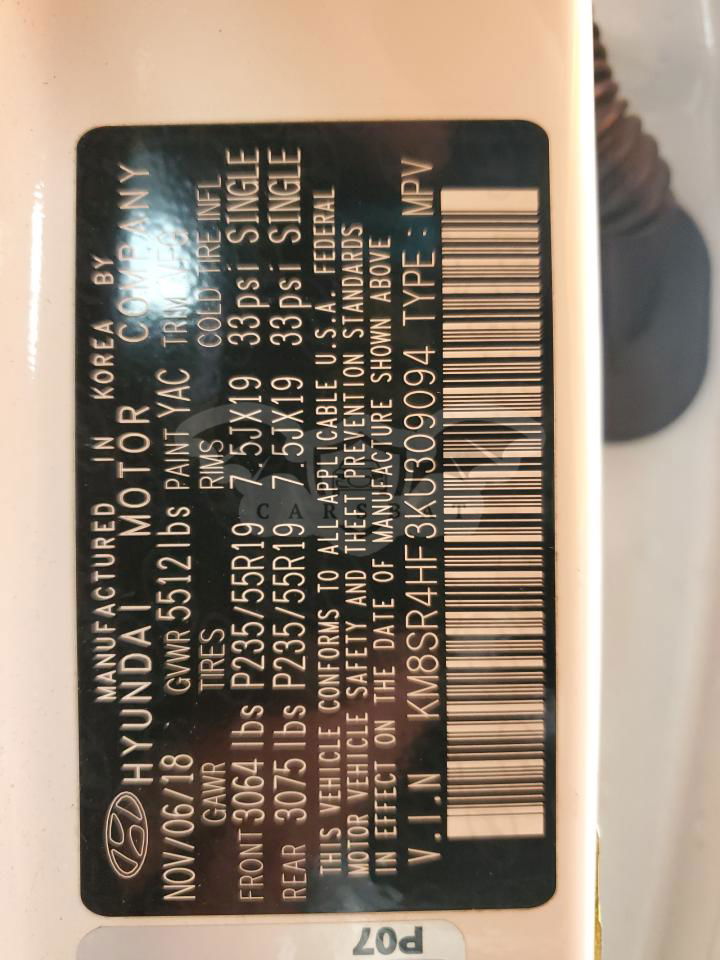 MANUFACTURED IN KOREA BY
HYUNDAI MOTOR COMPANY
NOV/06/18 GVWR 5512 lbs PAINT YAC TRIM VEG
GAWR TIRES RIMS COLD TIRE INFL
FRONT 3064 lbs P235/55R19 7.5JX19 33psi SINGLE
REAR 3075 lbs P235/55R19 7.5JX19 33psi SINGLE
THIS VEHICLE CONFORMS TO ALL APPLICABLE U.S.A. FEDERAL
MOTOR VEHICLE SAFETY AND THEFT PREVENTION STANDARDS
IN EFFECT ON THE DATE OF MANUFACTURE SHOWN ABOVE
V.I.N KM8SR4HF3KU309094 TYPE : MPV
P07
CARSBAT